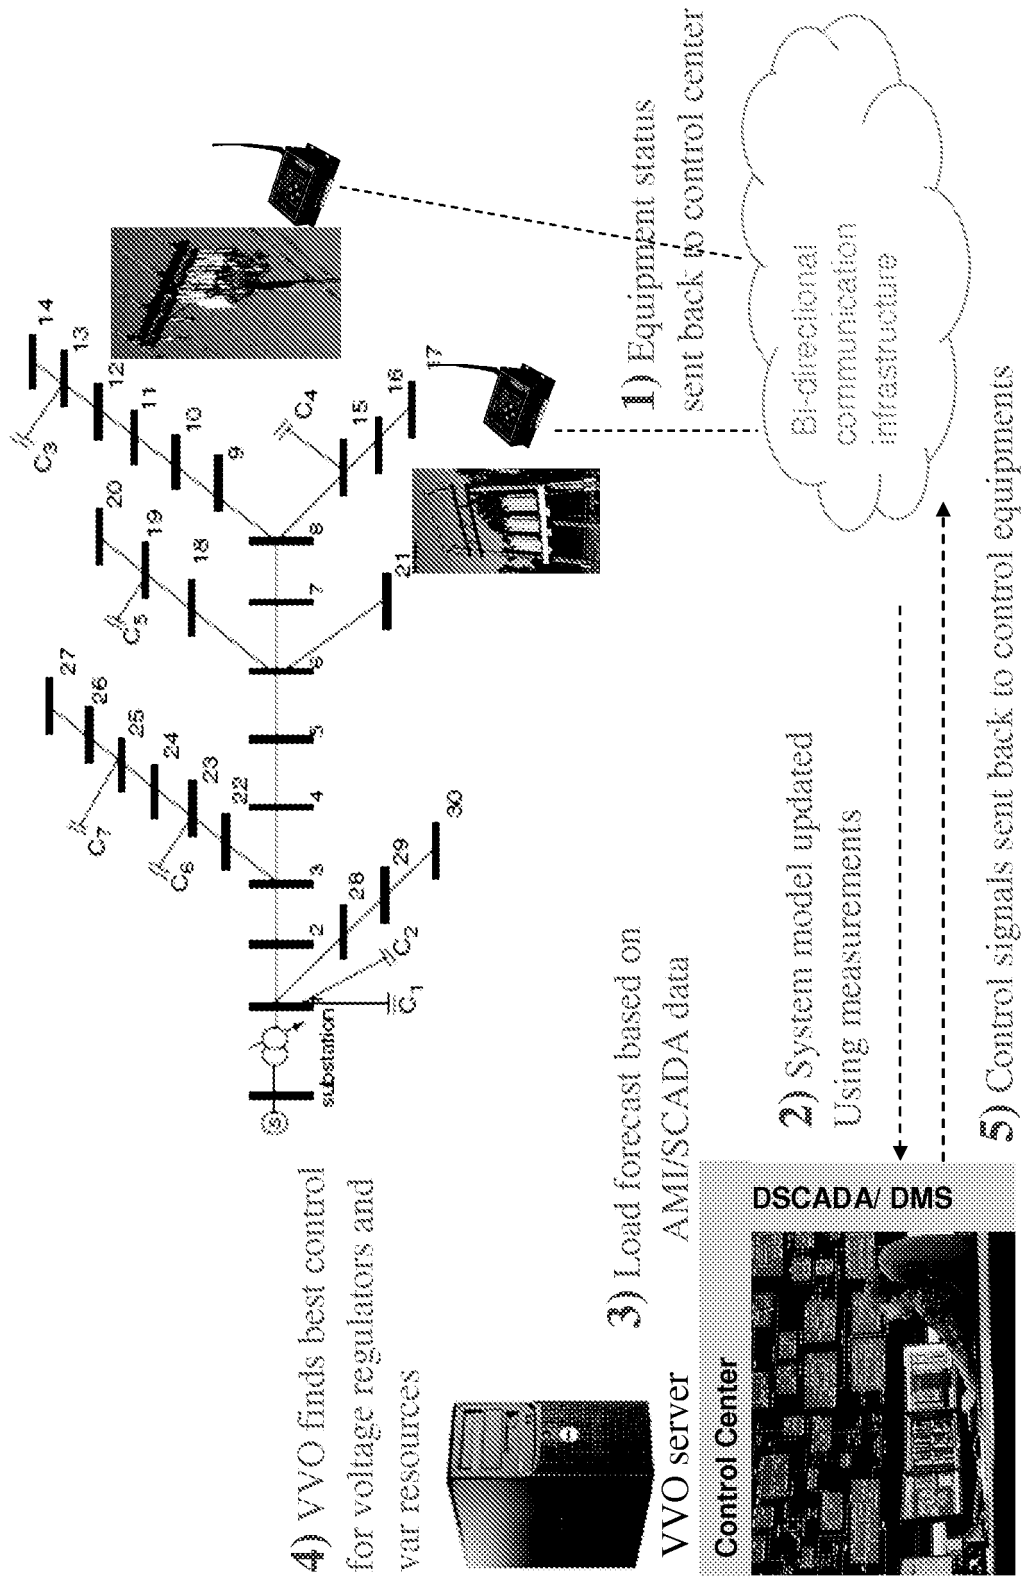 4) VVO finds best control
for voltage regulators and
var resources
VVO server
Control Center
DSCADA/ DMS
3) Load forecast based on
AMI/SCADA data
2) System model updated
Using measurements
5) Control signals sent back to control equipments
1) Equipment status
sent back to control center
Bi-directional
communication
infrastructure
S
substation
1
2
3
4
5
6
7
8
9
10
11
12
13
14
15
16
17
18
19
20
21
22
23
24
25
26
27
28
29
30
C1
C2
C3
C4
C5
C6
C7